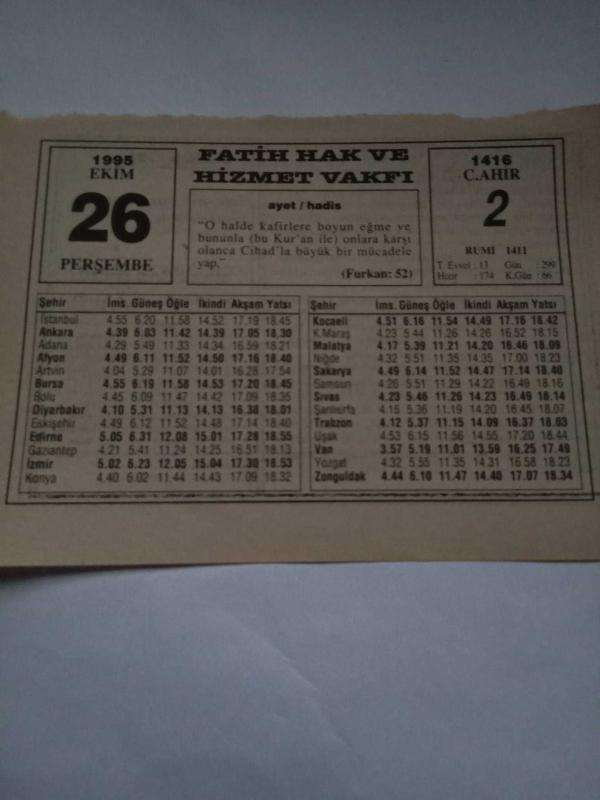 1995
EKİM
26
PERŞEMBE
FATİH HAK VE
HİZMET VAKFI
ayet / hadis
“O halde kafirlere boyun eğme ve
bununla (bu Kur'an ile) onlara karşı
olanca Cihad'la büyük bir mücadele
yap.”
(Furkan: 52)
1416
C.AHİR
2
RUMİ 1411
T. Evvel : 13 Gün : 299
Hızır : 174 K.Gün : 66
Şehir İms. Güneş Öğle İkindi Akşam Yatsı
İstanbul 4.55 6.20 11.58 14.52 17.19 18.45
Ankara 4.39 6.03 11.42 14.39 17.05 18.30
Adana 4.29 5.49 11.33 14.34 16.59 18.21
Afyon 4.49 6.11 11.52 14.50 17.16 18.40
Artvin 4.04 5.29 11.07 14.01 16.28 17.54
Bursa 4.55 6.19 11.58 14.53 17.20 18.45
Bolu 4.45 6.09 11.47 14.42 17.09 18.35
Diyarbakır 4.10 5.31 11.13 14.13 16.38 18.01
Eskişehir 4.49 6.12 11.52 14.48 17.14 18.40
Edirne 5.05 6.31 12.08 15.01 17.28 18.55
Gaziantep 4.21 5.41 11.24 14.25 16.51 18.13
İzmir 5.02 6.23 12.05 15.04 17.30 18.53
Konya 4.40 6.02 11.44 14.43 17.09 18.32
Şehir İms. Güneş Öğle İkindi Akşam Yatsı
Kocaeli 4.51 6.16 11.54 14.49 17.16 18.42
K.Maraş 4.23 5.44 11.26 14.26 16.52 18.15
Malatya 4.17 5.39 11.21 14.20 16.46 18.09
Niğde 4.32 5.51 11.35 14.35 17.00 18.23
Sakarya 4.49 6.14 11.52 14.47 17.14 18.40
Samsun 4.26 5.51 11.29 14.22 16.49 18.16
Sıvas 4.23 5.46 11.26 14.23 16.49 18.14
Şanlıurfa 4.15 5.36 11.19 14.20 16.45 18.07
Trabzon 4.12 5.37 11.15 14.09 16.37 18.03
Uşak 4.53 6.15 11.56 14.55 17.20 18.44
Van 3.57 5.19 11.01 13.59 16.25 17.49
Yozgat 4.32 5.55 11.35 14.31 16.58 18.23
Zonguldak 4.44 6.10 11.47 14.40 17.07 18.34